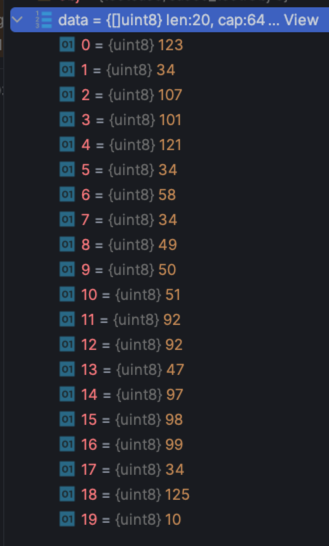 data = {[]uint8} len:20, cap:64 ... View
01 0 = {uint8} 123
01 1 = {uint8} 34
01 2 = {uint8} 107
01 3 = {uint8} 101
01 4 = {uint8} 121
01 5 = {uint8} 34
01 6 = {uint8} 58
01 7 = {uint8} 34
01 8 = {uint8} 49
01 9 = {uint8} 50
01 10 = {uint8} 51
01 11 = {uint8} 92
01 12 = {uint8} 92
01 13 = {uint8} 47
01 14 = {uint8} 97
01 15 = {uint8} 98
01 16 = {uint8} 99
01 17 = {uint8} 34
01 18 = {uint8} 125
01 19 = {uint8} 10